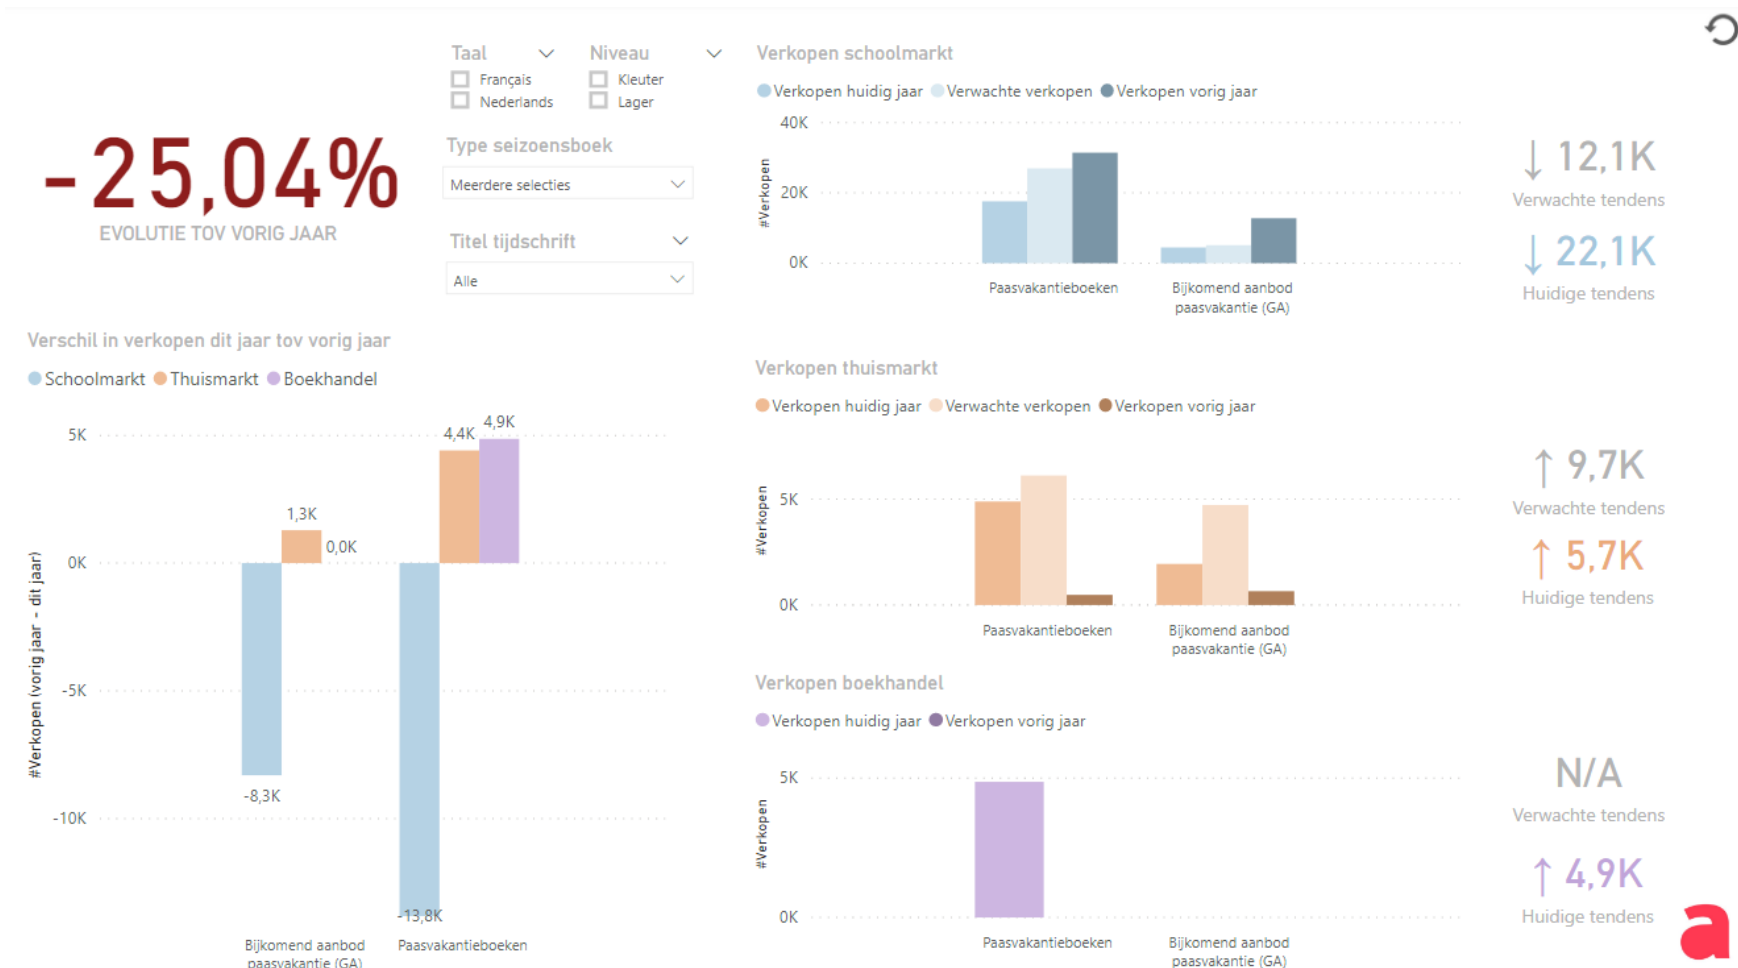 -25,04%
EVOLUTIE TOV VORIG JAAR
Taal
Français
Nederlands
Niveau
Kleuter
Lager
Type seizoensboek
Meerdere selecties
Titel tijdschrift
Alle
Verschil in verkopen dit jaar tov vorig jaar
Schoolmarkt Thuismarkt Boekhandel
#Verkopen (vorig jaar - dit jaar)
5K
0K
-5K
-10K
1,3K
0,0K
-8,3K
4,4K
4,9K
-13,8K
Bijkomend aanbod
paasvakantie (GA)
Paasvakantieboeken
Verkopen schoolmarkt
Verkopen huidig jaar Verwachte verkopen Verkopen vorig jaar
#Verkopen
40K
20K
0K
Paasvakantieboeken
Bijkomend aanbod
paasvakantie (GA)
↓ 12,1K
Verwachte tendens
↓ 22,1K
Huidige tendens
Verkopen thuismarkt
Verkopen huidig jaar Verwachte verkopen Verkopen vorig jaar
#Verkopen
5K
0K
Paasvakantieboeken
Bijkomend aanbod
paasvakantie (GA)
↑ 9,7K
Verwachte tendens
↑ 5,7K
Huidige tendens
Verkopen boekhandel
Verkopen huidig jaar Verkopen vorig jaar
#Verkopen
5K
0K
Paasvakantieboeken
Bijkomend aanbod
paasvakantie (GA)
N/A
Verwachte tendens
↑ 4,9K
Huidige tendens
a